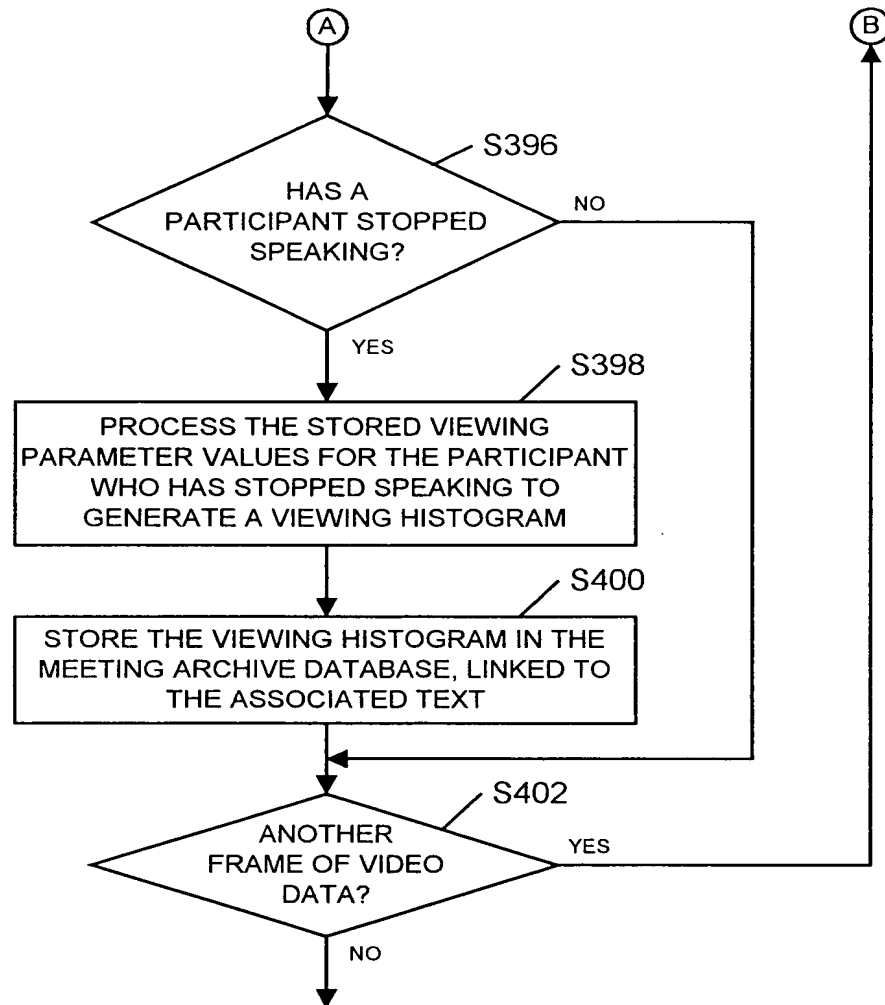 A
B
S396
HAS A
PARTICIPANT STOPPED
SPEAKING?
NO
YES
S398
PROCESS THE STORED VIEWING
PARAMETER VALUES FOR THE PARTICIPANT
WHO HAS STOPPED SPEAKING TO
GENERATE A VIEWING HISTOGRAM
S400
STORE THE VIEWING HISTOGRAM IN THE
MEETING ARCHIVE DATABASE, LINKED TO
THE ASSOCIATED TEXT
S402
ANOTHER
FRAME OF VIDEO
DATA?
YES
NO